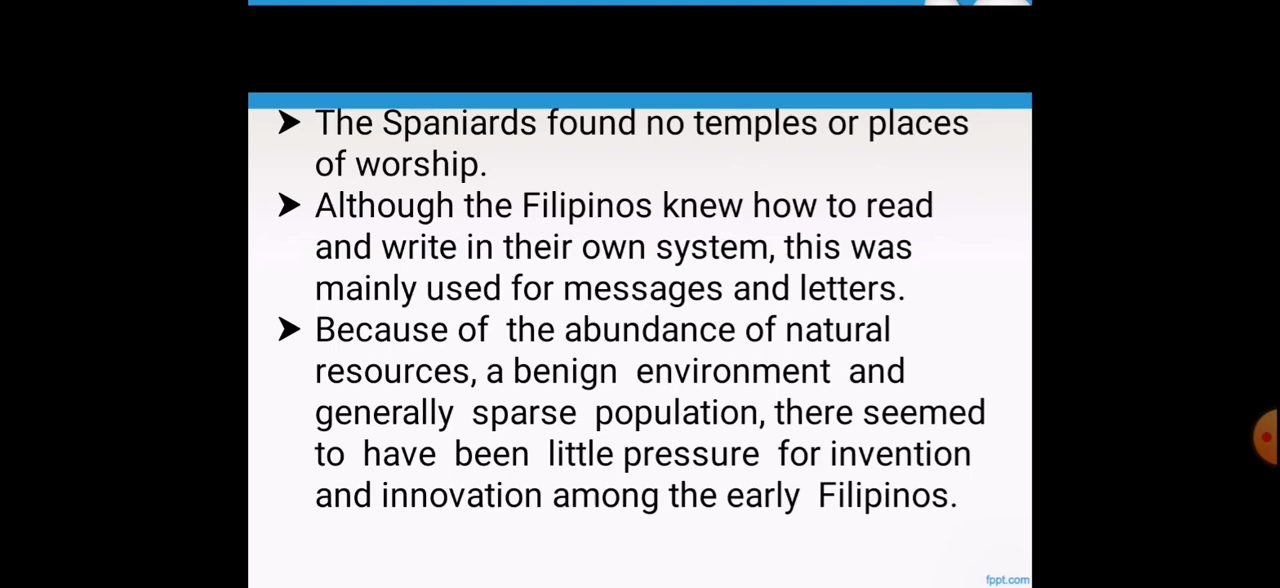 ➤ The Spaniards found no temples or places
of worship.
➤ Although the Filipinos knew how to read
and write in their own system, this was
mainly used for messages and letters.
➤ Because of the abundance of natural
resources, a benign environment and
generally sparse population, there seemed
to have been little pressure for invention
and innovation among the early Filipinos.
fppt.com